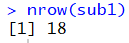 > nrow(sub1)
[1] 18